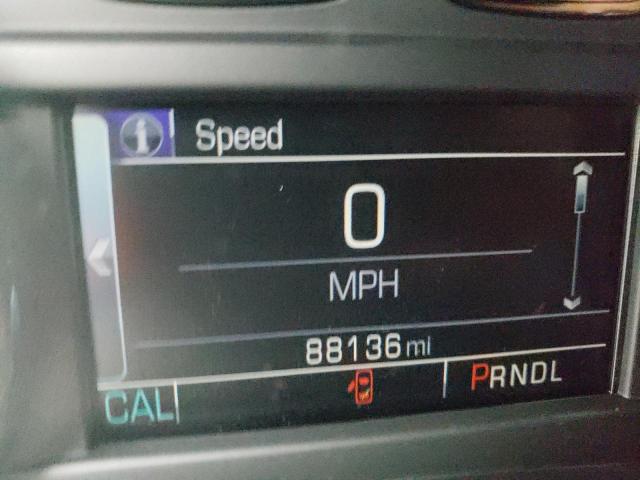 i Speed
0
MPH
88136 mi
CAL PRNDL